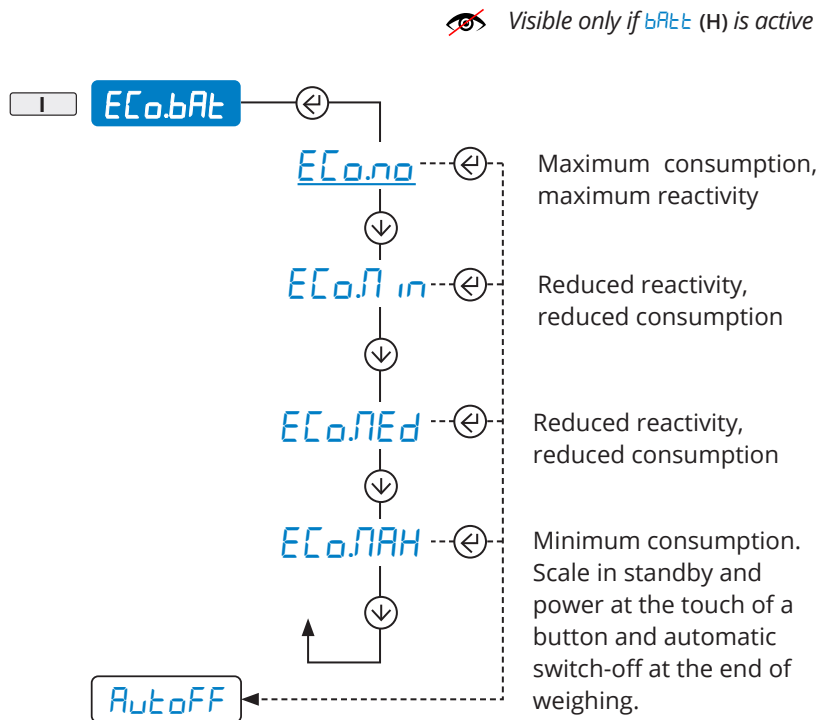 Visible only if bAtt (H) is active
I ECo.bAt
ECo.no
Maximum consumption,
maximum reactivity
ECo.Min
Reduced reactivity,
reduced consumption
ECo.MEd
Reduced reactivity,
reduced consumption
ECo.MAH
Minimum consumption.
Scale in standby and
power at the touch of a
button and automatic
switch-off at the end of
weighing.
AutoFF